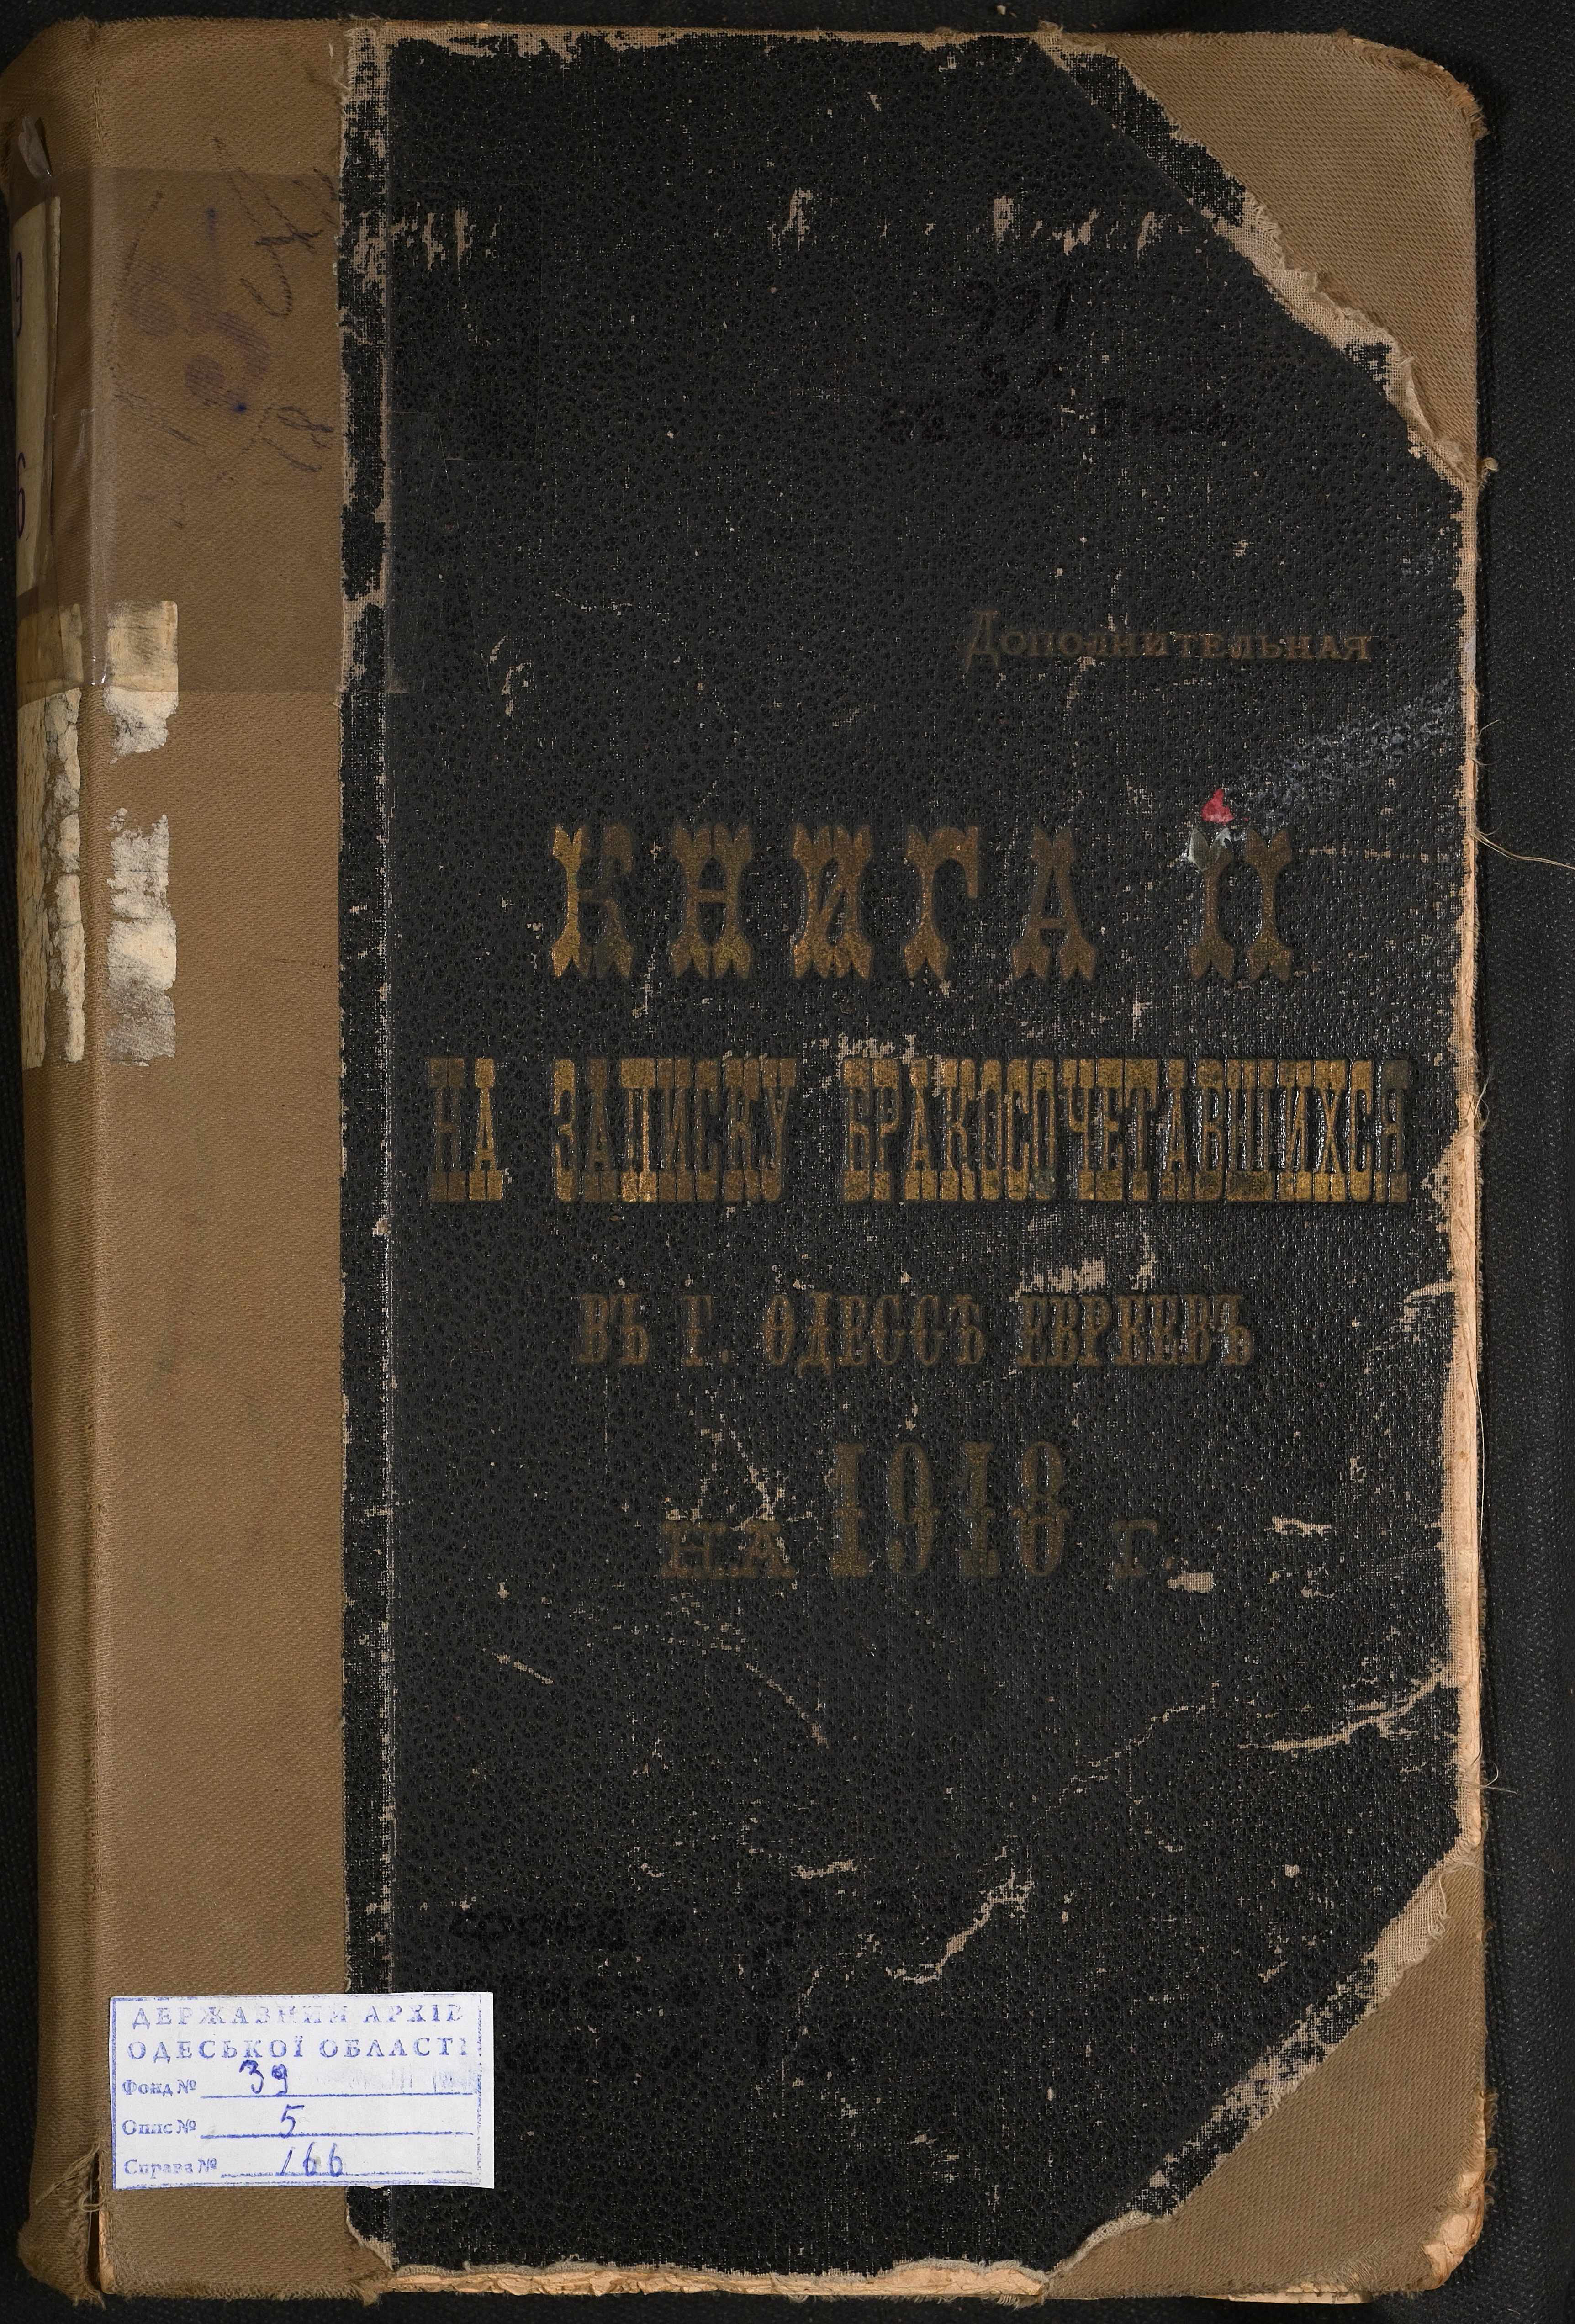 Дополнительная
КНИГА II
НА ЗАПИСКУ БРАКОСОЧЕТАВШИХСЯ
ВЪ Г. ОДЕССѢ ЕВРЕЕВЪ
НА 1918 Г.
ДЕРЖАВНИЙ АРХІВ
ОДЕСЬКОЇ ОБЛАСТІ
Фонд № 39
Опис № 5
Справа № 166